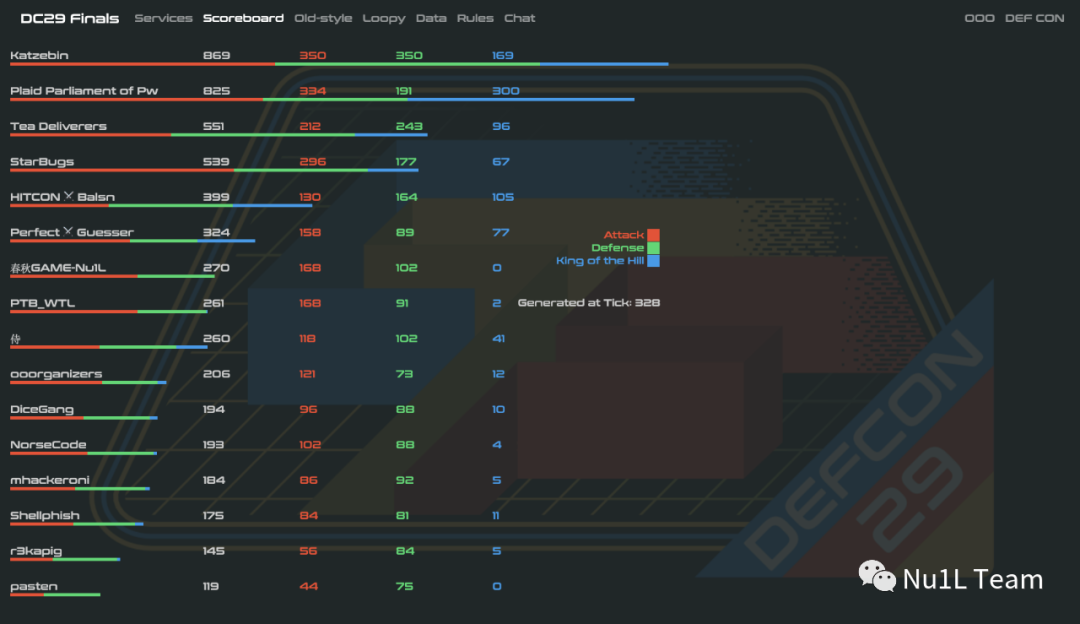 DC29 Finals Services Scoreboard Old-style Loopy Data Rules Chat OOO DEF CON
Katzebin 869 350 350 169
Plaid Parliament of Pw 825 334 191 300
Tea Deliverers 551 212 243 96
StarBugs 539 296 177 67
HITCON⚔Balsn 399 130 164 105
Perfect⚔Guesser 324 158 89 77
Attack
Defense
King of the Hill
春秋GAME-Nu1L 270 168 102 0
PTB_WTL 261 168 91 2
Generated at Tick: 328
侍 260 118 102 41
ooorganizers 206 121 73 12
DiceGang 194 96 88 10
NorseCode 193 102 88 4
mhackeroni 184 86 92 5
Shellphish 175 84 81 11
r3kapig 145 56 84 5
pasten 119 44 75 0
DEFCON
29
Nu1L Team